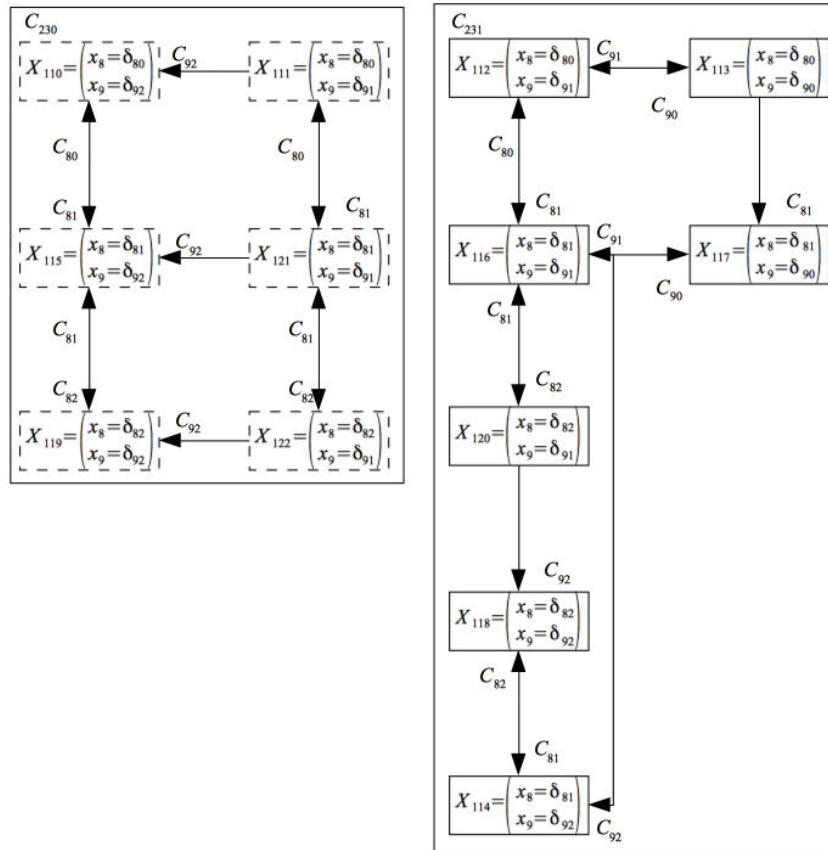 C₂₃₀
X₁₁₀=(x₈=δ₈₀
x₉=δ₉₂)
C₉₂
X₁₁₁=(x₈=δ₈₀
x₉=δ₉₁)
C₈₀
C₈₀
C₈₁
C₈₁
X₁₁₅=(x₈=δ₈₁
x₉=δ₉₂)
C₉₂
X₁₂₁=(x₈=δ₈₁
x₉=δ₉₁)
C₈₁
C₈₁
C₈₂
C₈₂
X₁₁₉=(x₈=δ₈₂
x₉=δ₉₂)
C₉₂
X₁₂₂=(x₈=δ₈₂
x₉=δ₉₁)
C₂₃₁
X₁₁₂=(x₈=δ₈₀
x₉=δ₉₁)
C₉₁
X₁₁₃=(x₈=δ₈₀
x₉=δ₉₀)
C₉₀
C₈₀
C₈₁
C₈₁
X₁₁₆=(x₈=δ₈₁
x₉=δ₉₁)
C₉₁
X₁₁₇=(x₈=δ₈₁
x₉=δ₉₀)
C₉₀
C₈₁
C₈₂
X₁₂₀=(x₈=δ₈₂
x₉=δ₉₁)
C₉₂
X₁₁₈=(x₈=δ₈₂
x₉=δ₉₂)
C₈₂
C₈₁
X₁₁₄=(x₈=δ₈₁
x₉=δ₉₂)
C₉₂